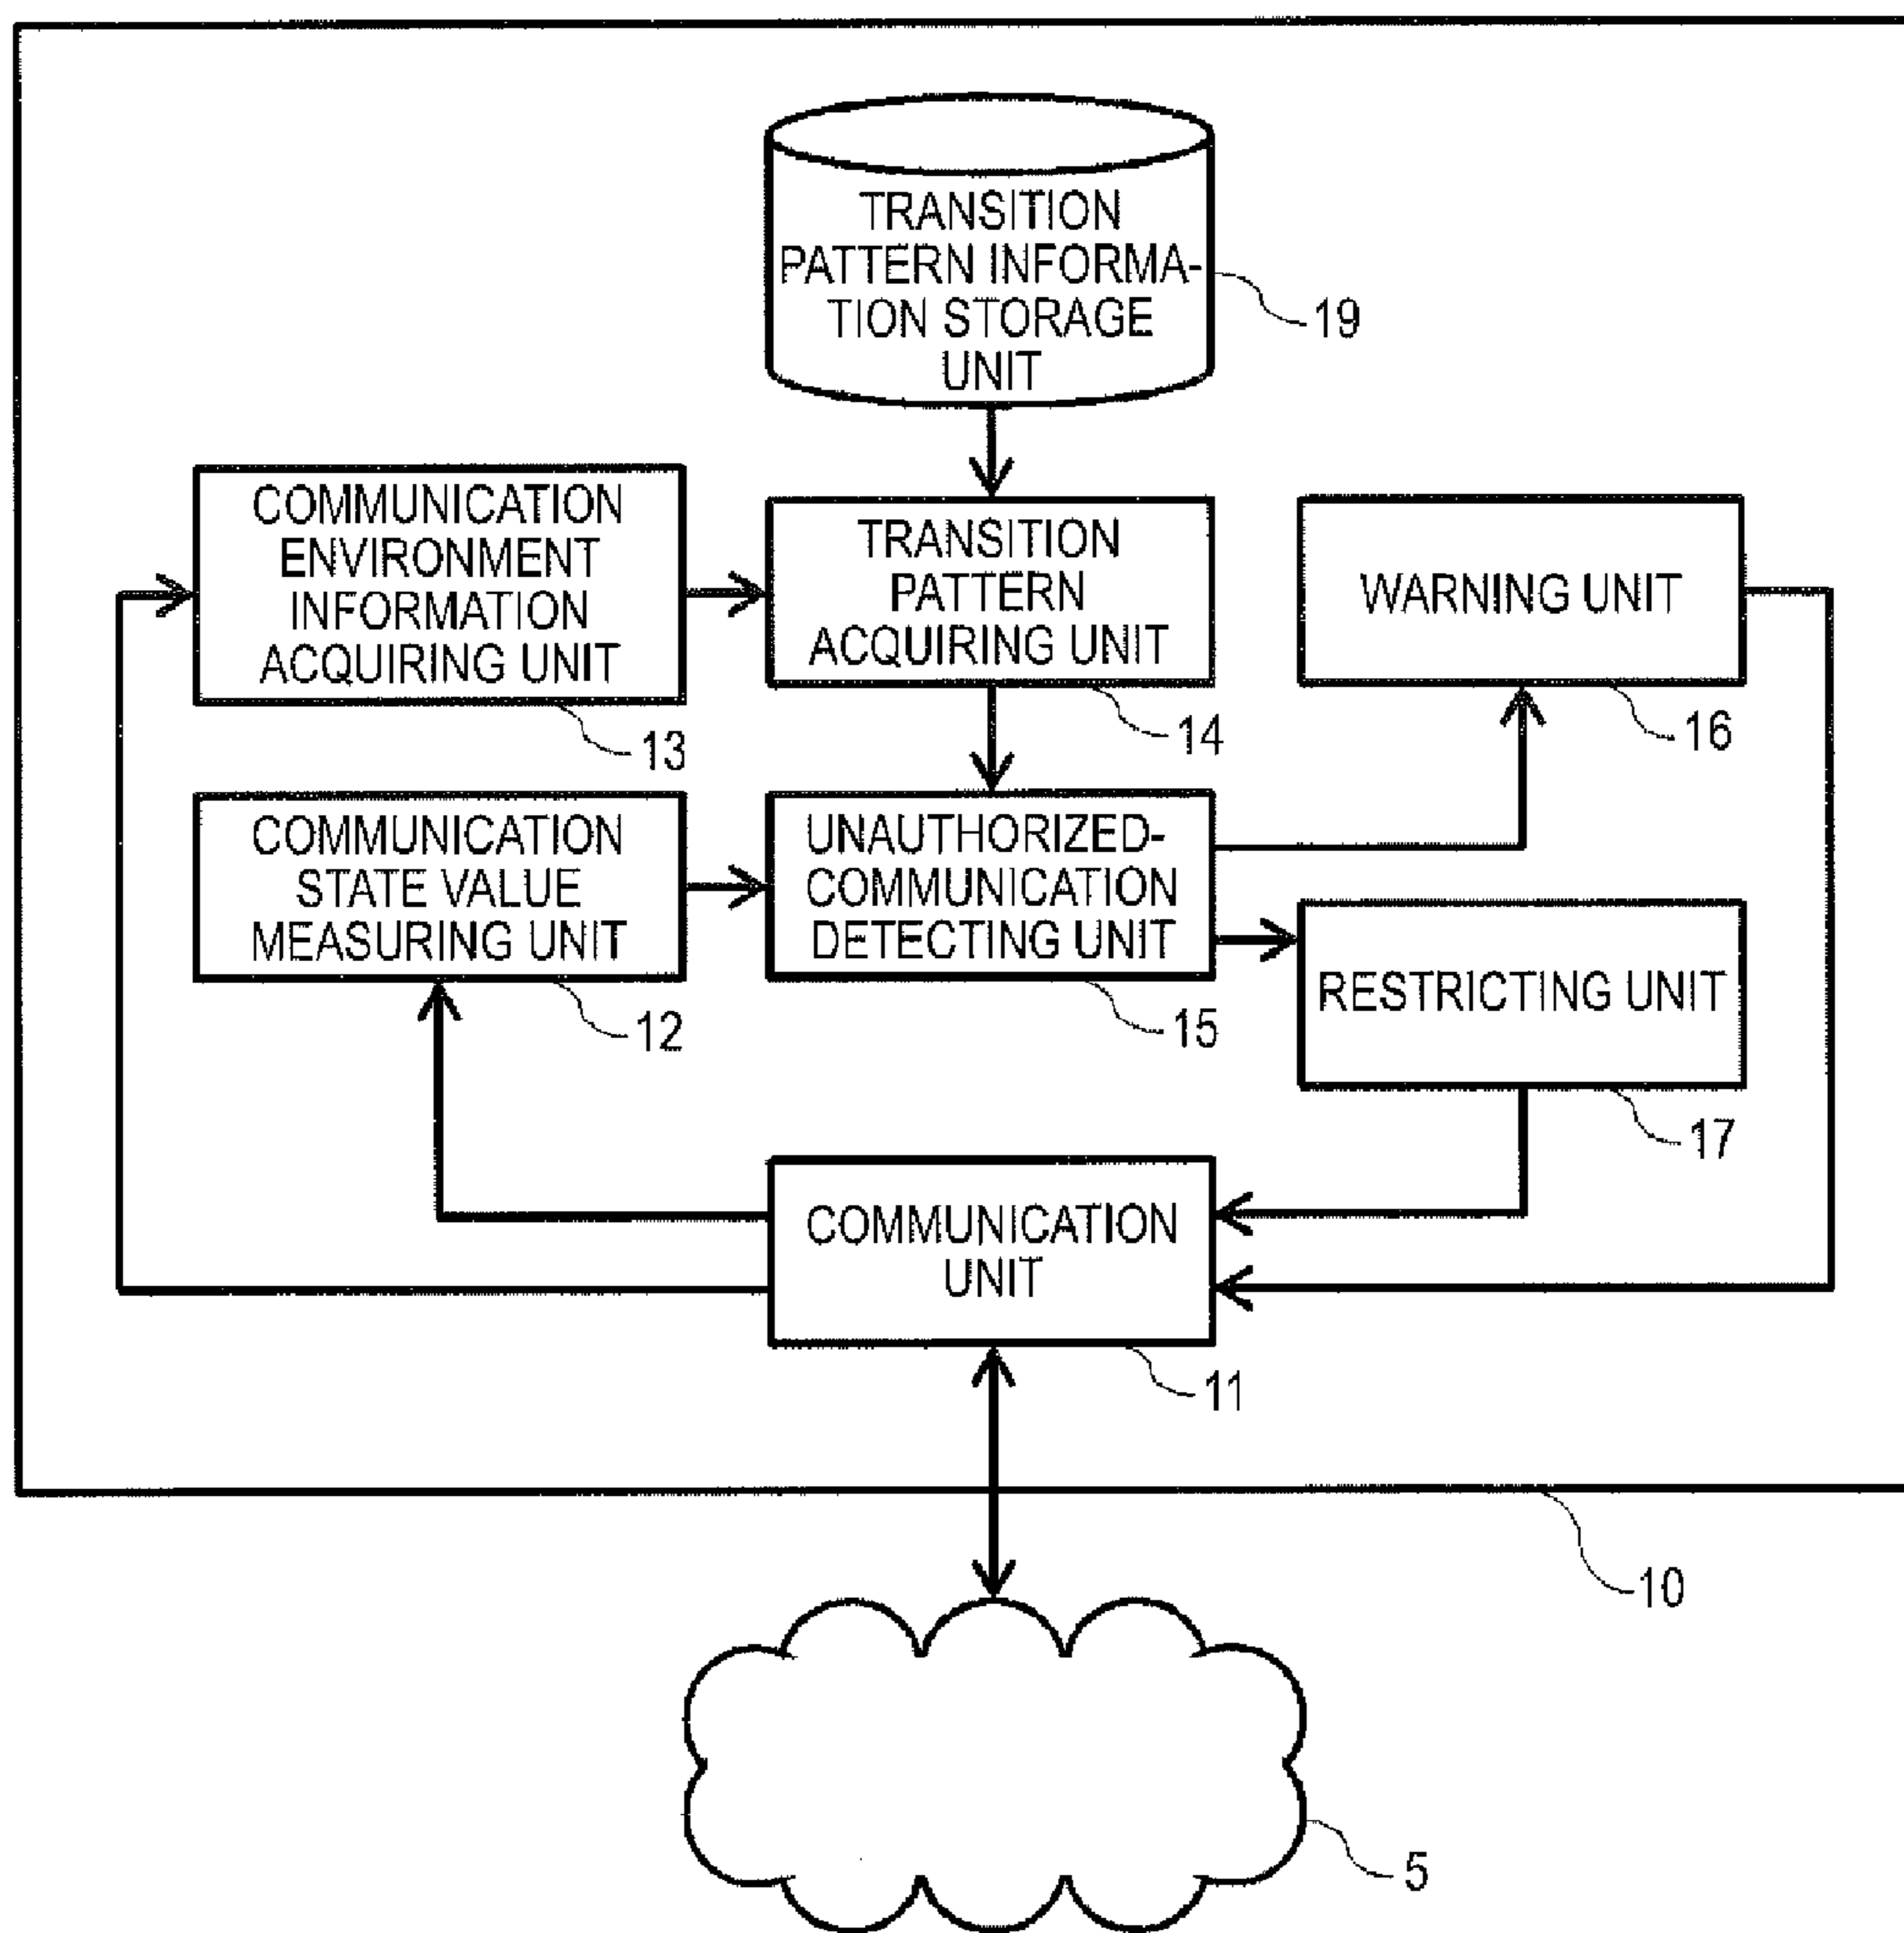 TRANSITION
PATTERN INFORMA-
TION STORAGE
UNIT
19
COMMUNICATION
ENVIRONMENT
INFORMATION
ACQUIRING UNIT
13
TRANSITION
PATTERN
ACQUIRING UNIT
14
WARNING UNIT
16
COMMUNICATION
STATE VALUE
MEASURING UNIT
12
UNAUTHORIZED-
COMMUNICATION
DETECTING UNIT
15
RESTRICTING UNIT
17
COMMUNICATION
UNIT
11
10
5